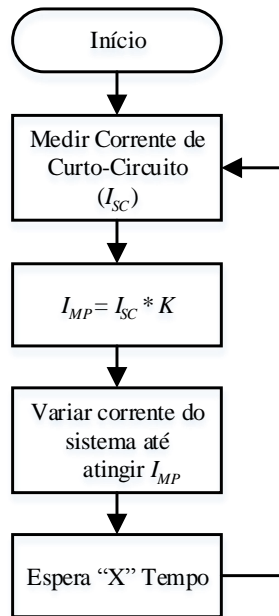 Início
Medir Corrente de
Curto-Circuito
(I_SC)
I_MP = I_SC * K
Variar corrente do
sistema até
atingir I_MP
Espera “X” Tempo